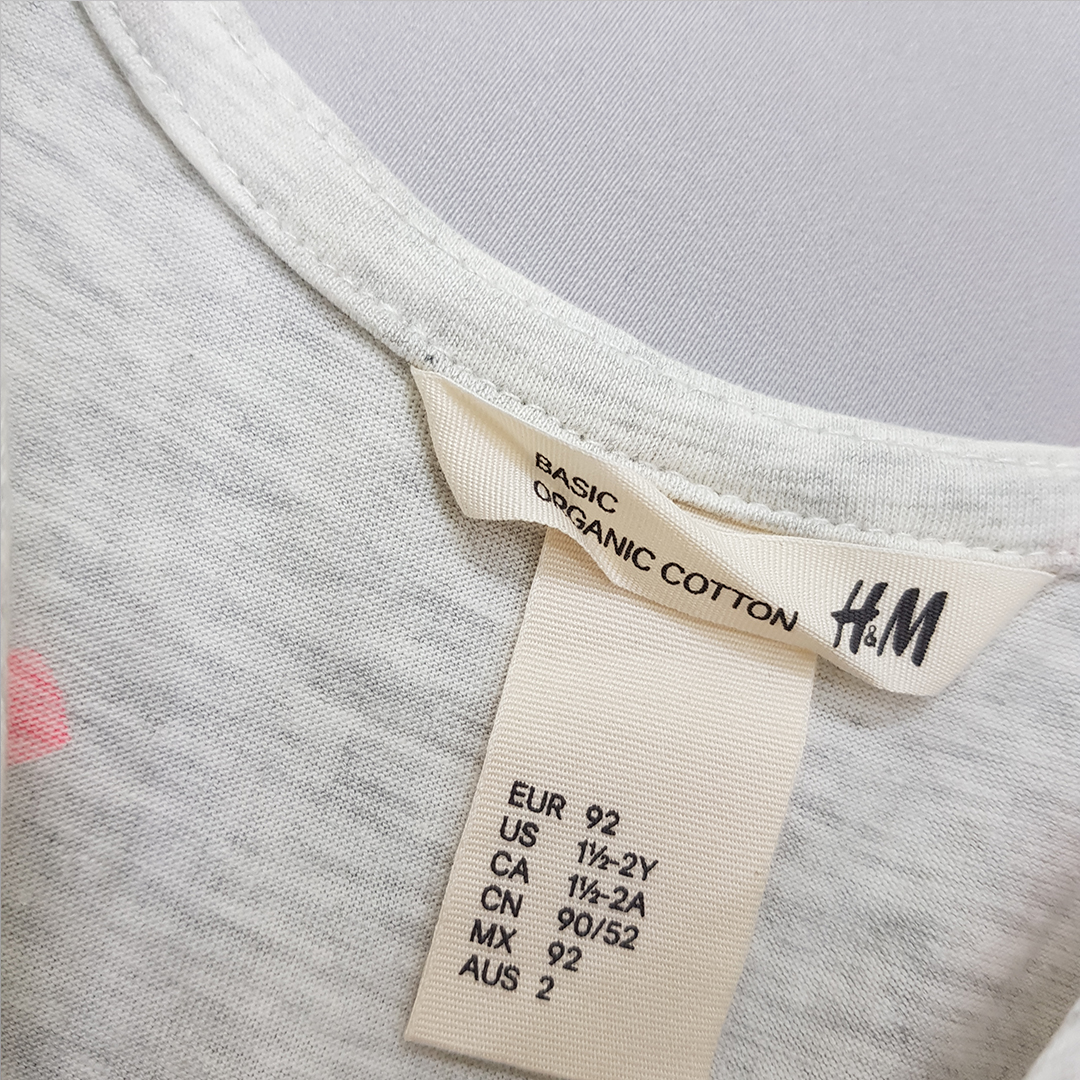 BASIC
ORGANIC COTTON
H&M
EUR 92
US 1½-2Y
CA 1½-2A
CN 90/52
MX 92
AUS 2